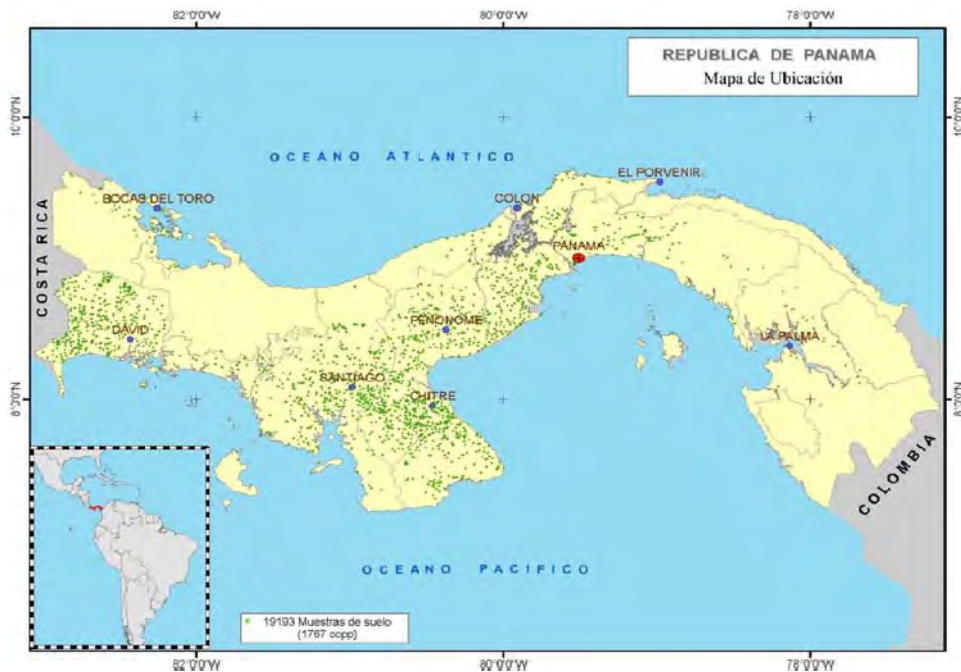 82°0'0"W
80°0'0"W
78°0'0"W
REPUBLICA DE PANAMA
Mapa de Ubicación
10°0'0"N
10°0'0"N
OCEANO ATLANTICO
EL PORVENIR
BOCAS DEL TORO
COLON
PANAMA
COSTA RICA
PENONOME
DAVID
LA PALMA
SANTIAGO
8°0'0"N
CHITRE
8°0'0"N
COLOMBIA
OCEANO PACIFICO
19193 Muestras de suelo
(1767 ccpp)
82°0'0"W
80°0'0"W
78°0'0"W